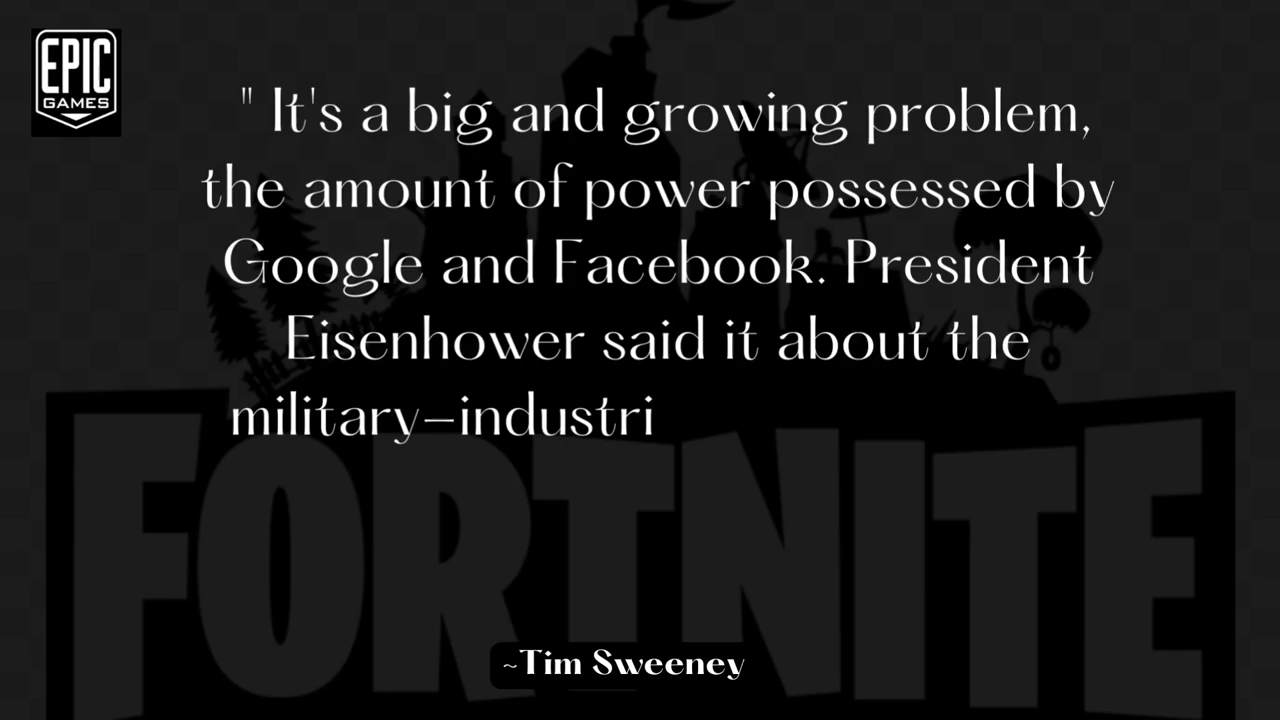 EPIC
GAMES
" It's a big and growing problem,
the amount of power possessed by
Google and Facebook. President
Eisenhower said it about the
military-industri
FORTNITE
~Tim Sweeney